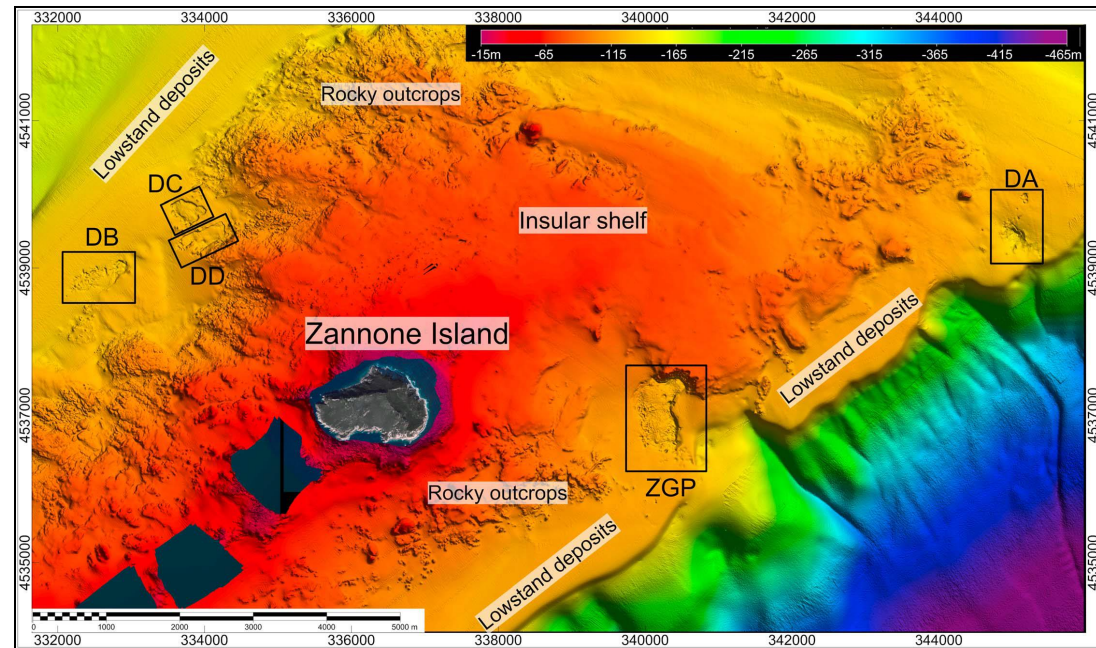 332000 334000 336000 338000 340000 342000 344000
-15m -65 -115 -165 -215 -265 -315 -365 -415 -465m
Lowstand deposits
Rocky outcrops
4541000 4541000
DC
DA
Insular shelf
DB
DD
4539000 4539000
Zannone Island
Lowstand deposits
4537000 4537000
ZGP
Rocky outcrops
Lowstand deposits
4535000 4535000
0 1000 2000 3000 4000 5000 m
332000 334000 336000 338000 340000 342000 344000